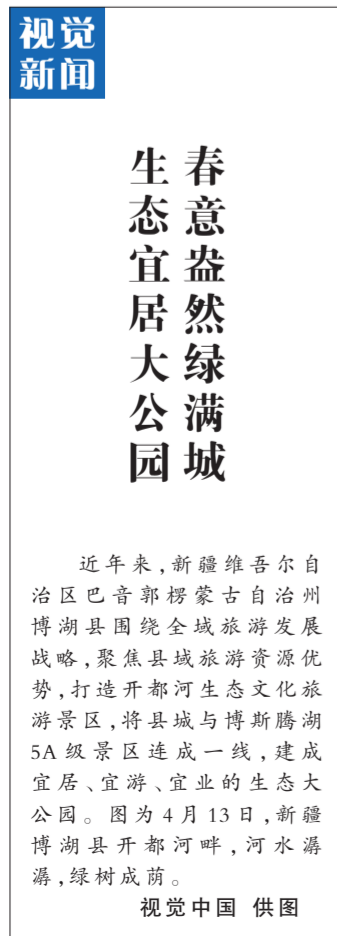 视觉
新闻
春意盎然绿满城
生态宜居大公园
近年来,新疆维吾尔自
治区巴音郭楞蒙古自治州
博湖县围绕全域旅游发展
战略,聚焦县域旅游资源优
势,打造开都河生态文化旅
游景区,将县城与博斯腾湖
5A级景区连成一线,建成
宜居、宜游、宜业的生态大
公园。图为4月13日,新疆
博湖县开都河畔,河水潺
潺,绿树成荫。
视觉中国 供图